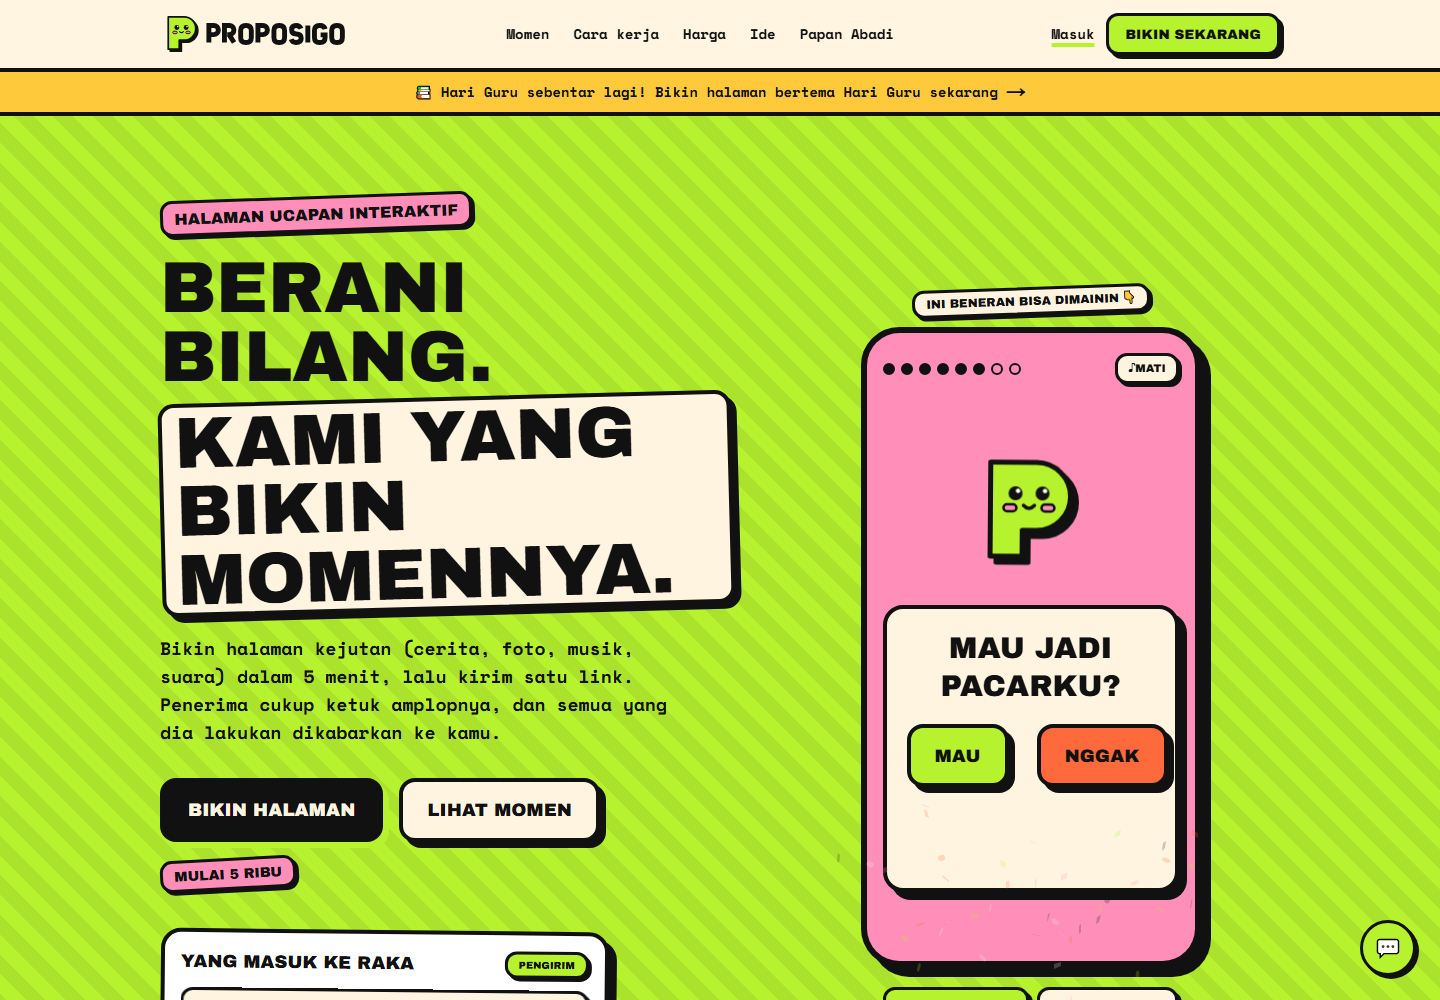 PROPOSIGO
Momen Cara kerja Harga Ide Papan Abadi
Masuk BIKIN SEKARANG
Hari Guru sebentar lagi! Bikin halaman bertema Hari Guru sekarang →
HALAMAN UCAPAN INTERAKTIF
BERANI
BILANG.
KAMI YANG
BIKIN
MOMENNYA.
Bikin halaman kejutan (cerita, foto, musik,
suara) dalam 5 menit, lalu kirim satu link.
Penerima cukup ketuk amplopnya, dan semua yang
dia lakukan dikabarkan ke kamu.
BIKIN HALAMAN
LIHAT MOMEN
MULAI 5 RIBU
YANG MASUK KE RAKA
PENGIRIM
INI BENERAN BISA DIMAININ
♪MATI
MAU JADI
PACARKU?
MAU
NGGAK